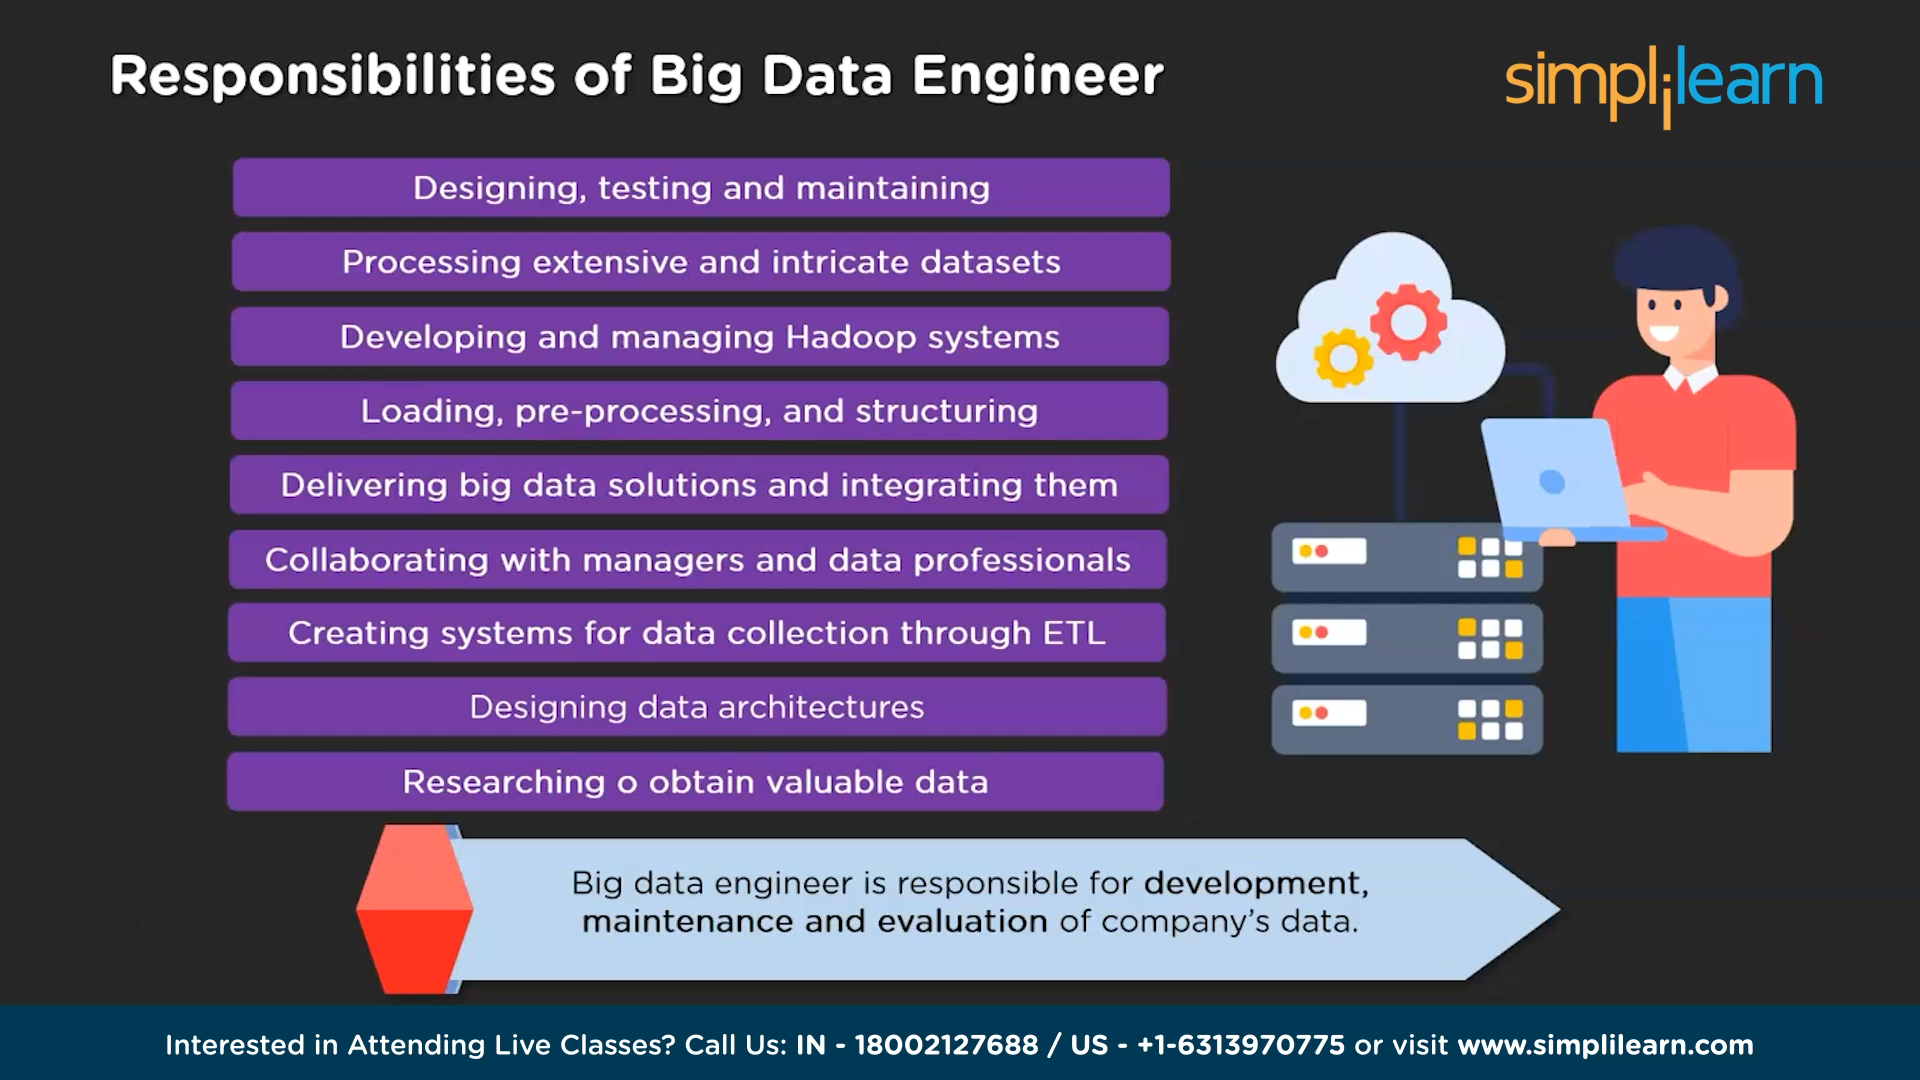 Responsibilities of Big Data Engineer
simplilearn
Designing, testing and maintaining
Processing extensive and intricate datasets
Developing and managing Hadoop systems
Loading, pre-processing, and structuring
Delivering big data solutions and integrating them
Collaborating with managers and data professionals
Creating systems for data collection through ETL
Designing data architectures
Researching o obtain valuable data
Big data engineer is responsible for development,
maintenance and evaluation of company's data.
Interested in Attending Live Classes? Call Us: IN - 18002127688 / US - +1-6313970775 or visit www.simplilearn.com